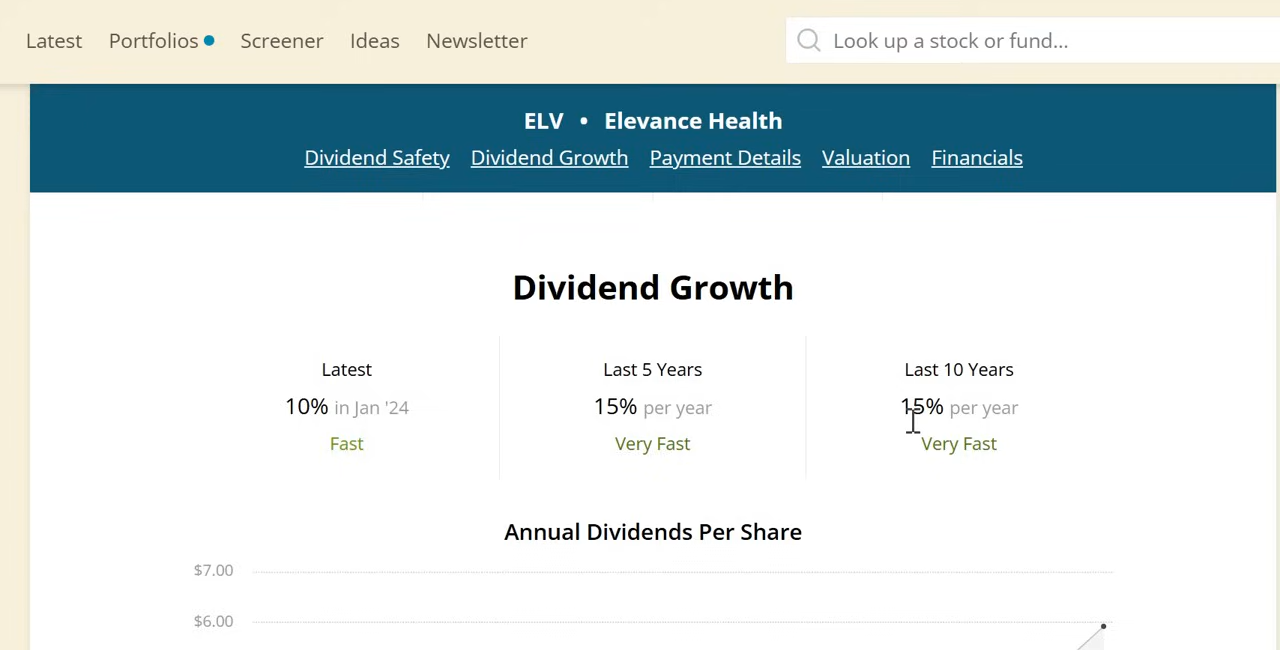 Latest Portfolios Screener Ideas Newsletter Look up a stock or fund...
ELV • Elevance Health
Dividend Safety Dividend Growth Payment Details Valuation Financials
Dividend Growth
Latest Last 5 Years Last 10 Years
10% in Jan '24 15% per year 15% per year
Fast Very Fast Very Fast
Annual Dividends Per Share
$7.00
$6.00